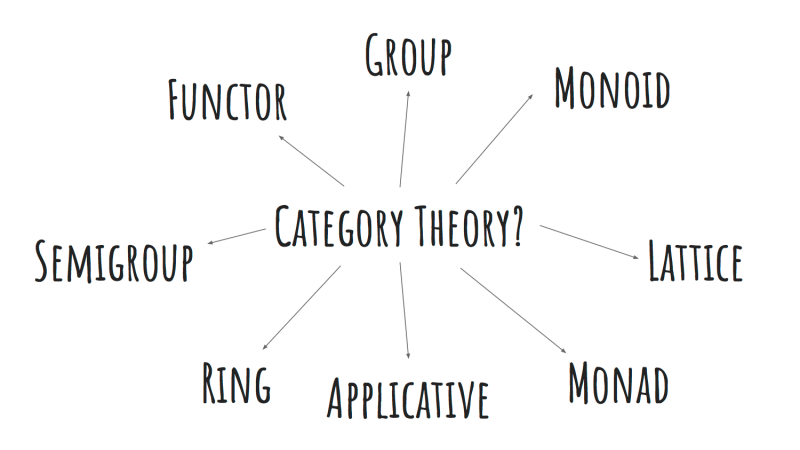 Group
Functor
Monoid
Category Theory?
Semigroup
Lattice
Ring
Applicative
Monad